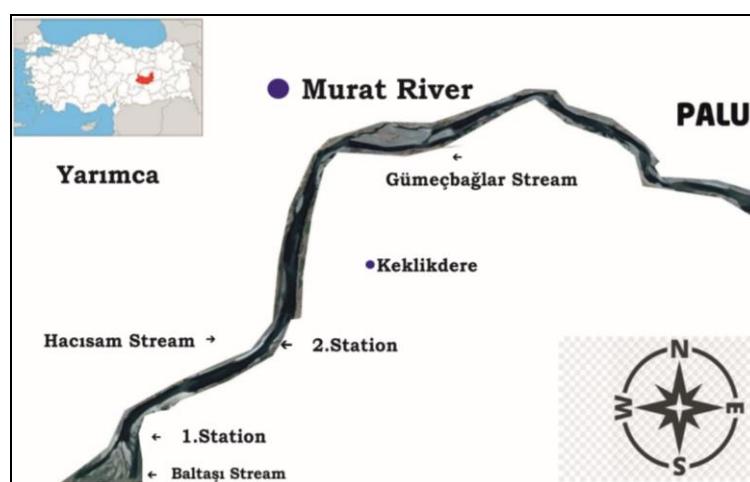 Murat River
PALU
Yarımca
Gümeçbağlar Stream
Keklikdere
Hacısam Stream
2.Station
1.Station
Baltaşı Stream
N
W
E
S